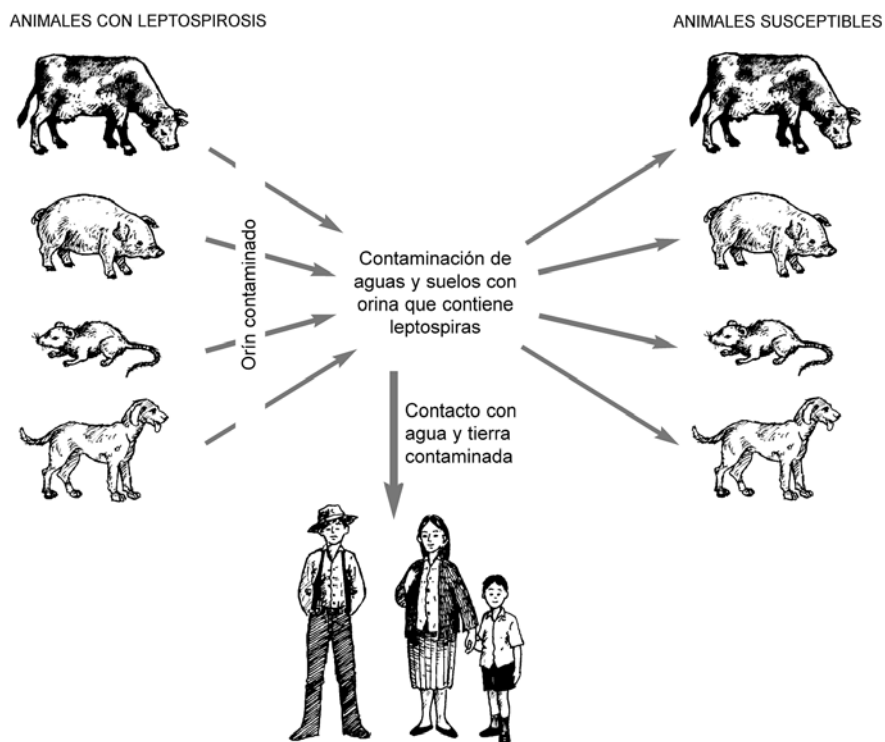 ANIMALES CON LEPTOSPIROSIS
ANIMALES SUSCEPTIBLES
Orín contaminado
Contaminación de
aguas y suelos con
orina que contiene
leptospiras
Contacto con
agua y tierra
contaminada